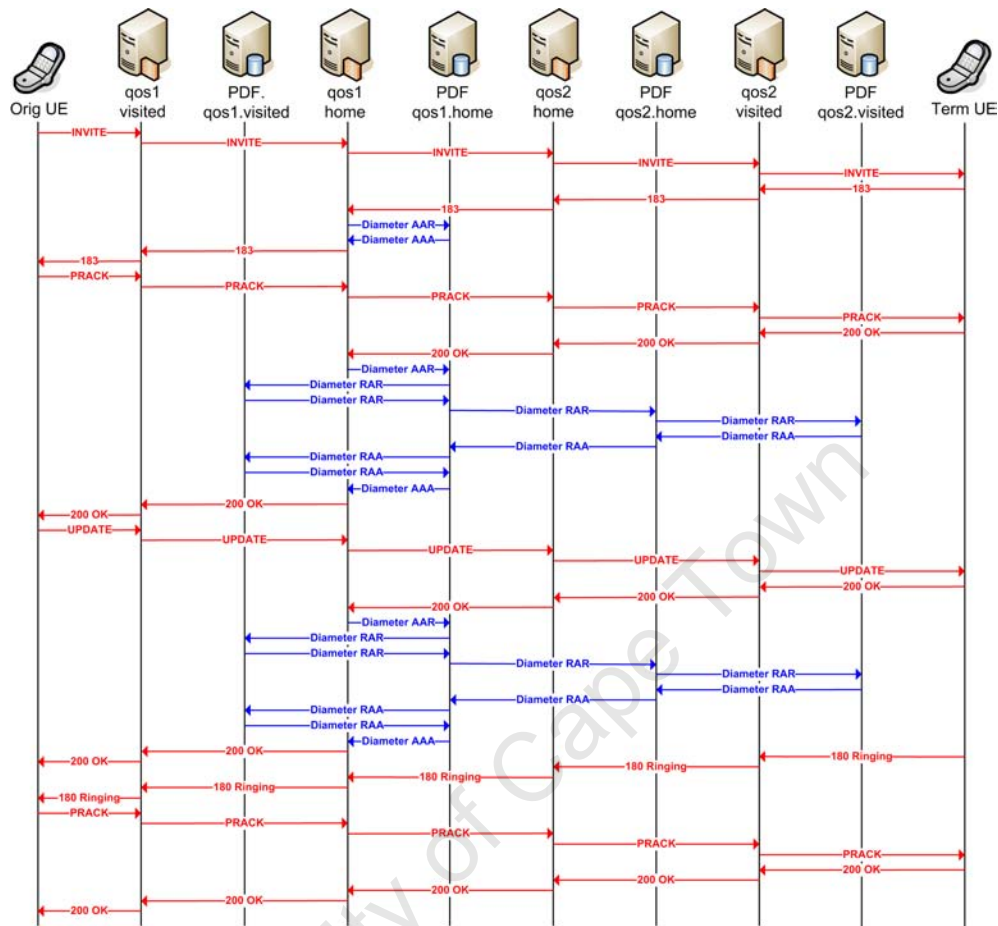 qos1 PDF. qos1 PDF qos2 PDF qos2 PDF
Orig UE visited qos1.visited home qos1.home home qos2.home visited qos2.visited Term UE
INVITE
INVITE
INVITE
INVITE
INVITE
183
183
183
Diameter AAR
Diameter AAA
183
183
PRACK
PRACK
PRACK
PRACK
PRACK
200 OK
200 OK
200 OK
Diameter AAR
Diameter RAR
Diameter RAR
Diameter RAR
Diameter RAR
Diameter RAA
Diameter RAA
Diameter RAA
Diameter RAA
Diameter AAA
200 OK
200 OK
UPDATE
UPDATE
UPDATE
UPDATE
UPDATE
200 OK
200 OK
200 OK
Diameter AAR
Diameter RAR
Diameter RAR
Diameter RAR
Diameter RAR
Diameter RAA
Diameter RAA
Diameter RAA
Diameter RAA
Diameter AAA
200 OK
180 Ringing
200 OK
180 Ringing
180 Ringing
180 Ringing
180 Ringing
PRACK
PRACK
PRACK
PRACK
PRACK
200 OK
200 OK
200 OK
200 OK
200 OK
ity of Cape Town